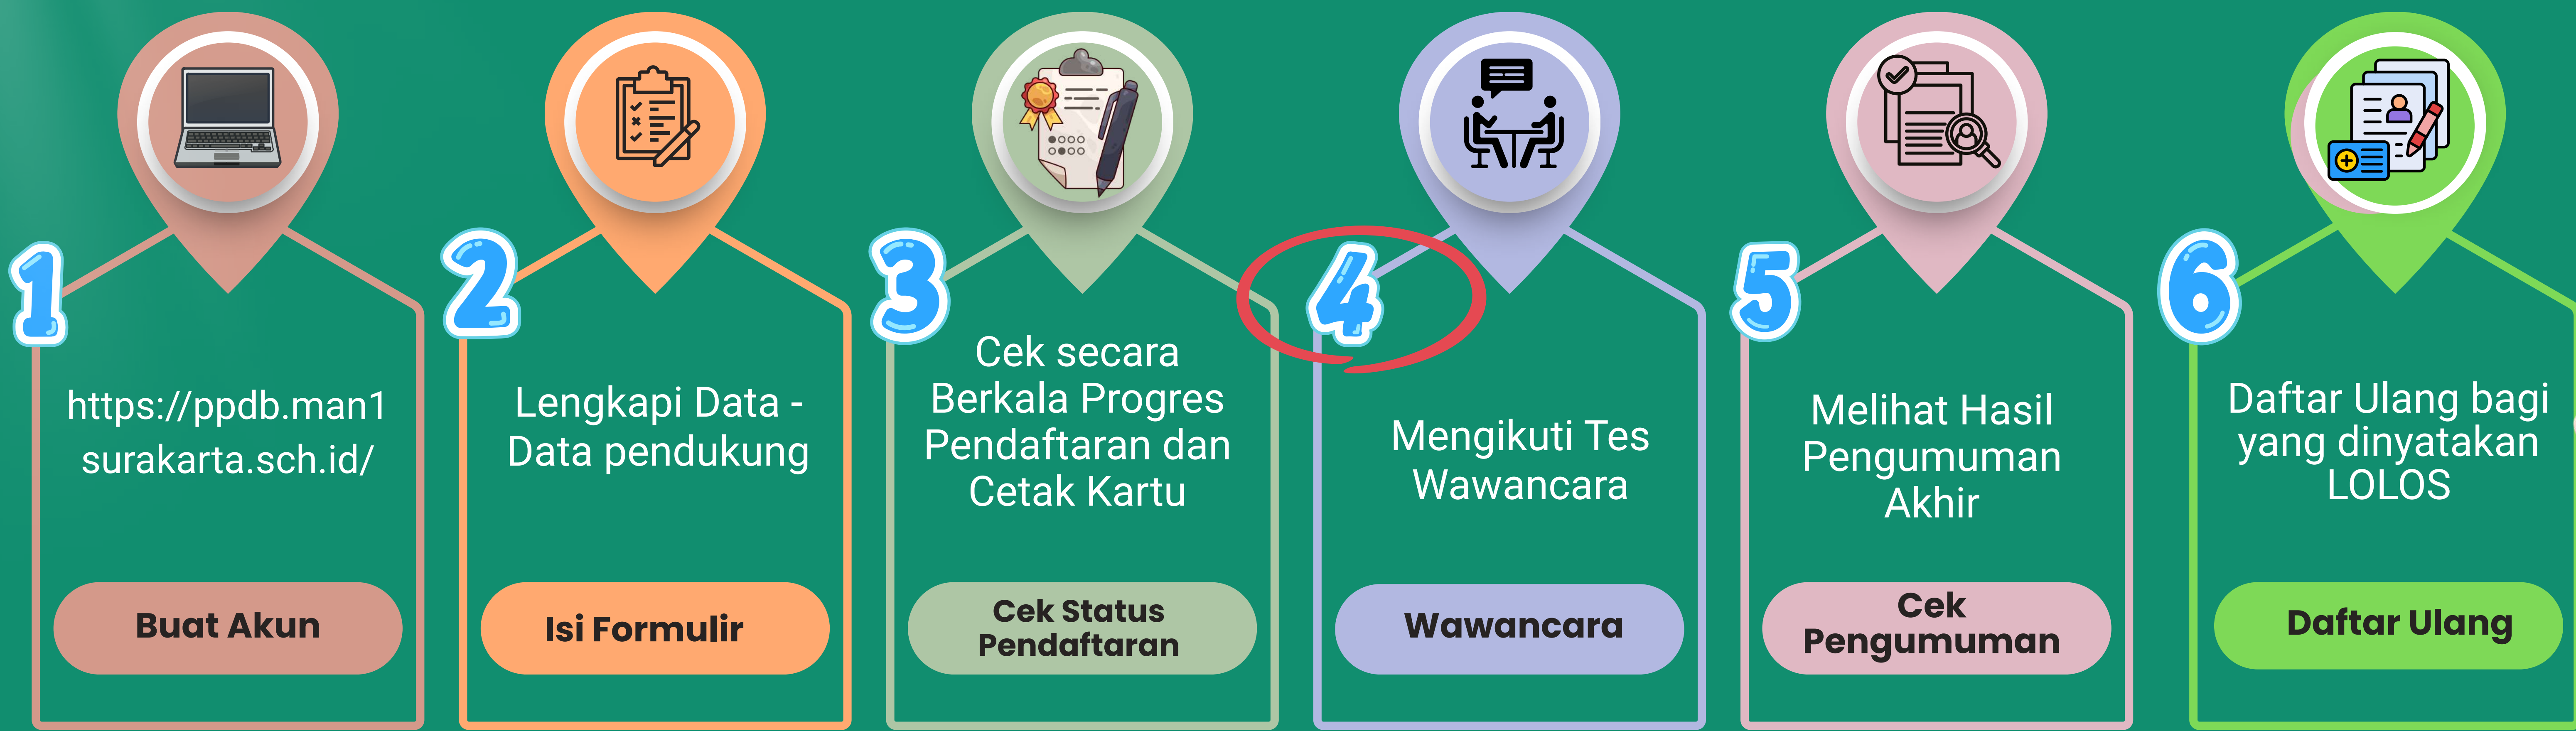 1
https://ppdb.man1
surakarta.sch.id/
Buat Akun
2
Lengkapi Data -
Data pendukung
Isi Formulir
3
Cek secara
Berkala Progres
Pendaftaran dan
Cetak Kartu
Cek Status
Pendaftaran
4
Mengikuti Tes
Wawancara
Wawancara
5
Melihat Hasil
Pengumuman
Akhir
Cek
Pengumuman
6
Daftar Ulang bagi
yang dinyatakan
LOLOS
Daftar Ulang